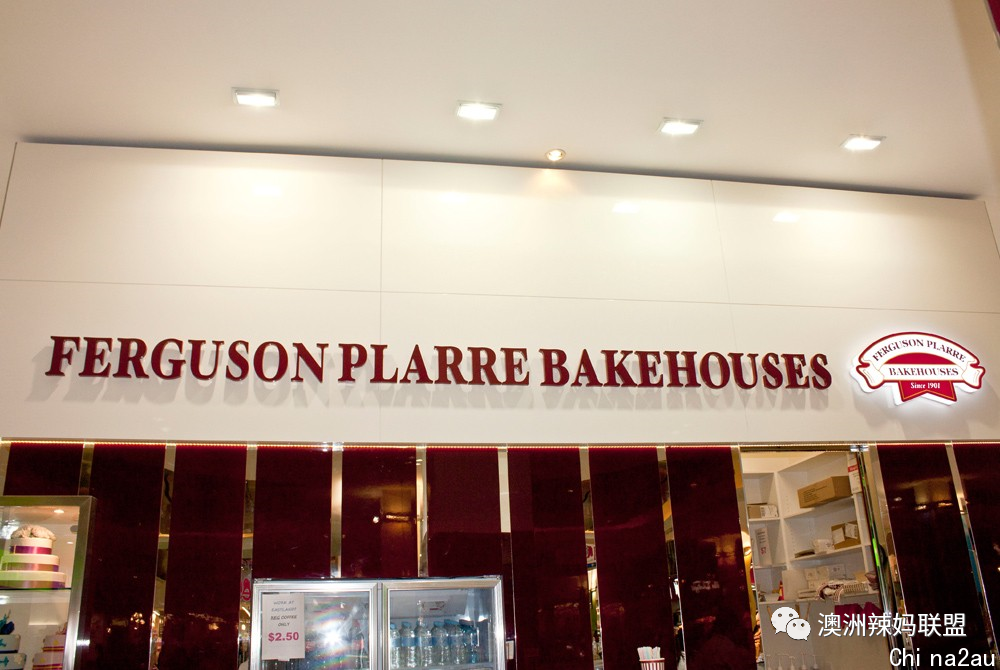 FERGUSON PLARRE BAKEHOUSES
FERGUSON PLARRE
BAKEHOUSES
Since 1901
$2.50
澳洲辣妈联盟
Chi na2au